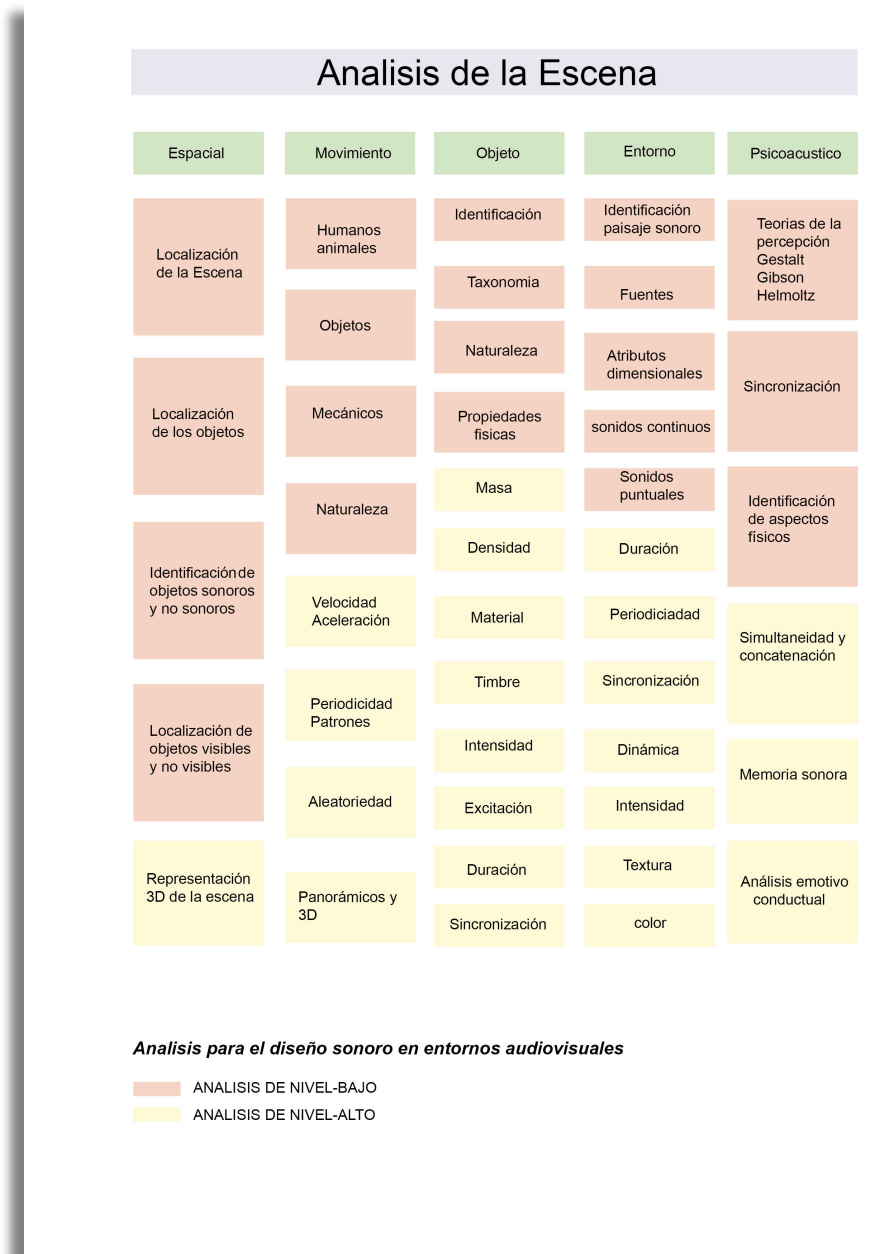 Analisis de la Escena
Espacial
Localización
de la Escena
Localización
de los objetos
Identificación de
objetos sonoros
y no sonoros
Localización de
objetos visibles
y no visibles
Representación
3D de la escena
Movimiento
Humanos
animales
Objetos
Mecánicos
Naturaleza
Velocidad
Aceleración
Periodicidad
Patrones
Aleatoriedad
Panorámicos y
3D
Objeto
Identificación
Taxonomia
Naturaleza
Propiedades
fisicas
Masa
Densidad
Material
Timbre
Intensidad
Excitación
Duración
Sincronización
Entorno
Identificación
paisaje sonoro
Fuentes
Atributos
dimensionales
sonidos continuos
Sonidos
puntuales
Duración
Periodiciadad
Sincronización
Dinámica
Intensidad
Textura
color
Psicoacustico
Teorias de la
percepción
Gestalt
Gibson
Helmoltz
Sincronización
Identificación
de aspectos
físicos
Simultaneidad y
concatenación
Memoria sonora
Análisis emotivo
conductual
Analisis para el diseño sonoro en entornos audiovisuales
ANALISIS DE NIVEL-BAJO
ANALISIS DE NIVEL-ALTO